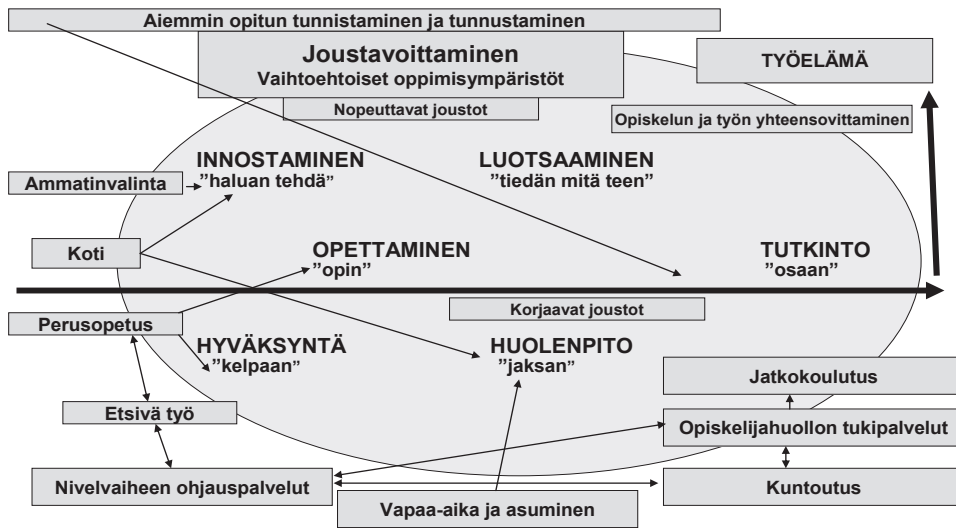 Aiemmin opitun tunnistaminen ja tunnustaminen
Joustavoittaminen
Vaihtoehtoiset oppimisympäristöt
TYÖELÄMÄ
Nopeuttavat joustot
Opiskelun ja työn yhteensovittaminen
INNOSTAMINEN
"haluan tehdä"
LUOTSAAMINEN
"tiedän mitä teen"
Ammatinvalinta
Koti
OPETTAMINEN
"opin"
TUTKINTO
"osaan"
Korjaavat joustot
Perusopetus
HYVÄKSYNTÄ
"kelpaan"
HUOLENPITO
"jaksan"
Jatkokoulutus
Etsivä työ
Opiskelijahuollon tukipalvelut
Nivelvaiheen ohjauspalvelut
Kuntoutus
Vapaa-aika ja asuminen